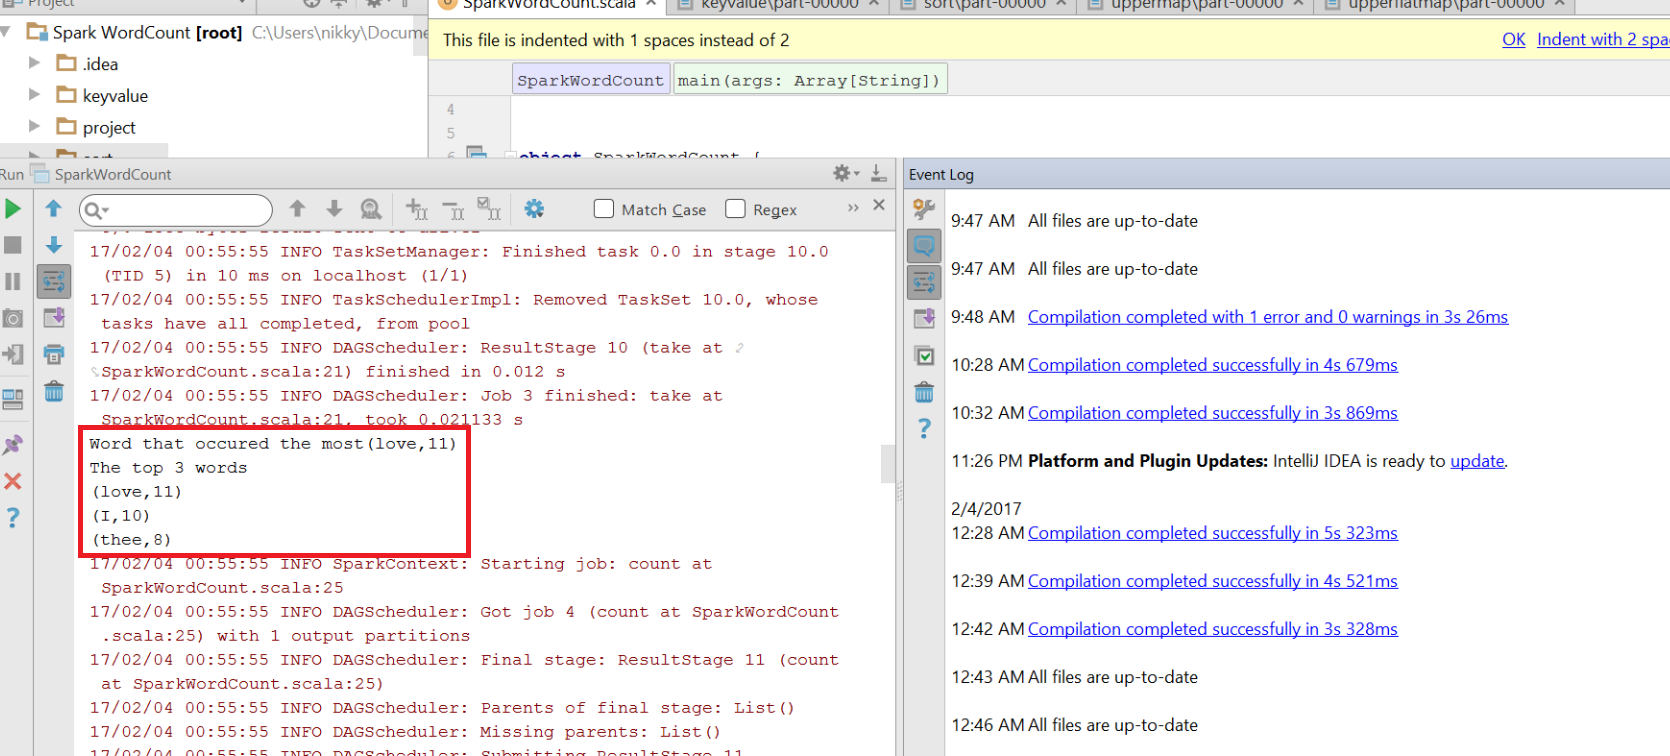 Project
Spark WordCount [root] C:\Users\nikky\Docume
.idea
keyvalue
project
SparkWordCount.scala
keyvalue\part-00000
sort\part-00000
uppermap\part-00000
upperflatmap\part-00000
This file is indented with 1 spaces instead of 2
OK Indent with 2 spac
SparkWordCount main(args: Array[String])
4
5
6 object SparkWordCount {
Run SparkWordCount
Match Case Regex
17/02/04 00:55:55 INFO TaskSetManager: Finished task 0.0 in stage 10.0
(TID 5) in 10 ms on localhost (1/1)
17/02/04 00:55:55 INFO TaskSchedulerImpl: Removed TaskSet 10.0, whose
tasks have all completed, from pool
17/02/04 00:55:55 INFO DAGScheduler: ResultStage 10 (take at
SparkWordCount.scala:21) finished in 0.012 s
17/02/04 00:55:55 INFO DAGScheduler: Job 3 finished: take at
SparkWordCount.scala:21, took 0.021133 s
Word that occured the most(love,11)
The top 3 words
(love,11)
(I,10)
(thee,8)
17/02/04 00:55:55 INFO SparkContext: Starting job: count at
SparkWordCount.scala:25
17/02/04 00:55:55 INFO DAGScheduler: Got job 4 (count at SparkWordCount
.scala:25) with 1 output partitions
17/02/04 00:55:55 INFO DAGScheduler: Final stage: ResultStage 11 (count
at SparkWordCount.scala:25)
17/02/04 00:55:55 INFO DAGScheduler: Parents of final stage: List()
17/02/04 00:55:55 INFO DAGScheduler: Missing parents: List()
17/02/04 00:55:55 INFO DAGScheduler: Submitting ResultStage 11
Event Log
9:47 AM All files are up-to-date
9:47 AM All files are up-to-date
9:48 AM Compilation completed with 1 error and 0 warnings in 3s 26ms
10:28 AM Compilation completed successfully in 4s 679ms
10:32 AM Compilation completed successfully in 3s 869ms
11:26 PM Platform and Plugin Updates: IntelliJ IDEA is ready to update.
2/4/2017
12:28 AM Compilation completed successfully in 5s 323ms
12:39 AM Compilation completed successfully in 4s 521ms
12:42 AM Compilation completed successfully in 3s 328ms
12:43 AM All files are up-to-date
12:46 AM All files are up-to-date